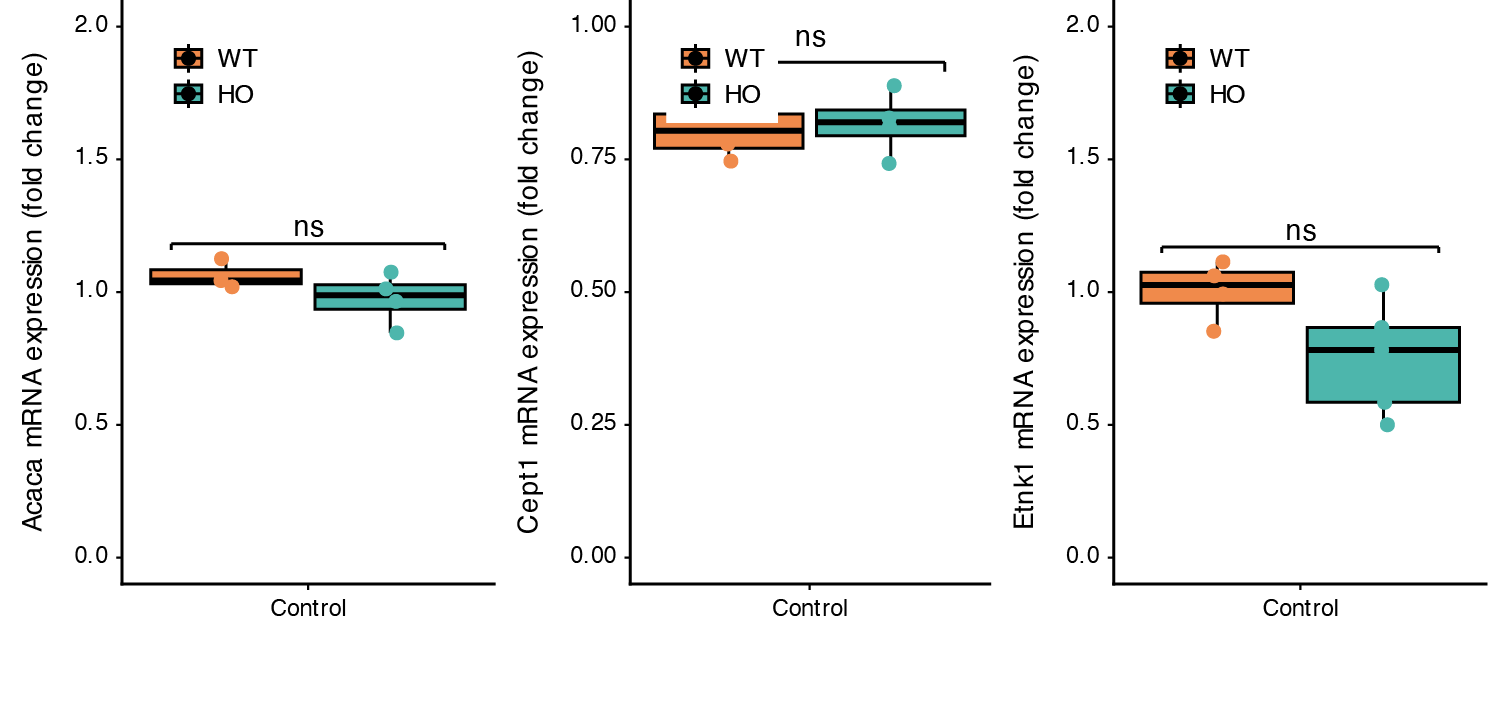 Acaca mRNA expression (fold change)
2.0
1.5
1.0
0.5
0.0
WT
HO
ns
Control
Cept1 mRNA expression (fold change)
1.00
0.75
0.50
0.25
0.00
WT
HO
ns
Control
Etnk1 mRNA expression (fold change)
2.0
1.5
1.0
0.5
0.0
WT
HO
ns
Control